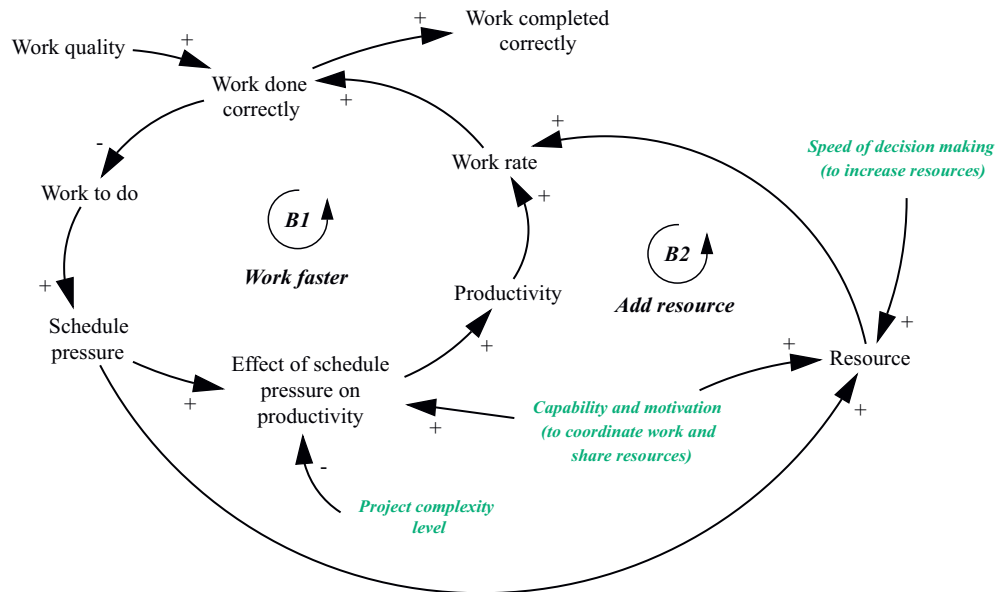 Work completed
correctly
+
+
Work quality
Work done
correctly
+
+
-
Work rate
Speed of decision making
(to increase resources)
Work to do
+
B1
B2
Work faster
+
Productivity
Add resource
+
Schedule
pressure
+
+
Resource
Effect of schedule
pressure on
productivity
+
+
Capability and motivation
(to coordinate work and
share resources)
+
+
-
Project complexity
level